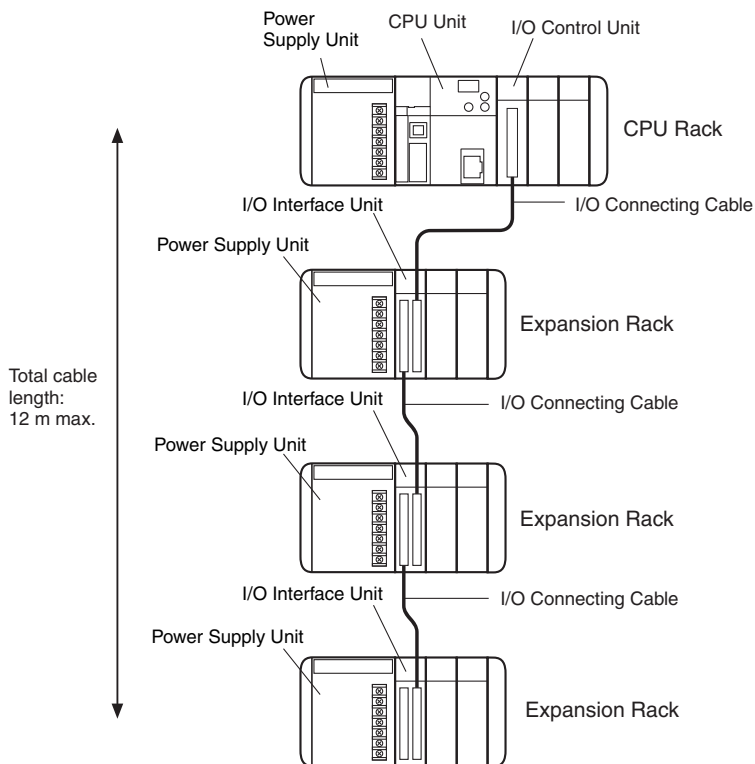 Power
Supply Unit
CPU Unit
I/O Control Unit
CPU Rack
I/O Interface Unit
I/O Connecting Cable
Power Supply Unit
Expansion Rack
Total cable
length:
12 m max.
I/O Interface Unit
I/O Connecting Cable
Power Supply Unit
Expansion Rack
I/O Interface Unit
I/O Connecting Cable
Power Supply Unit
Expansion Rack